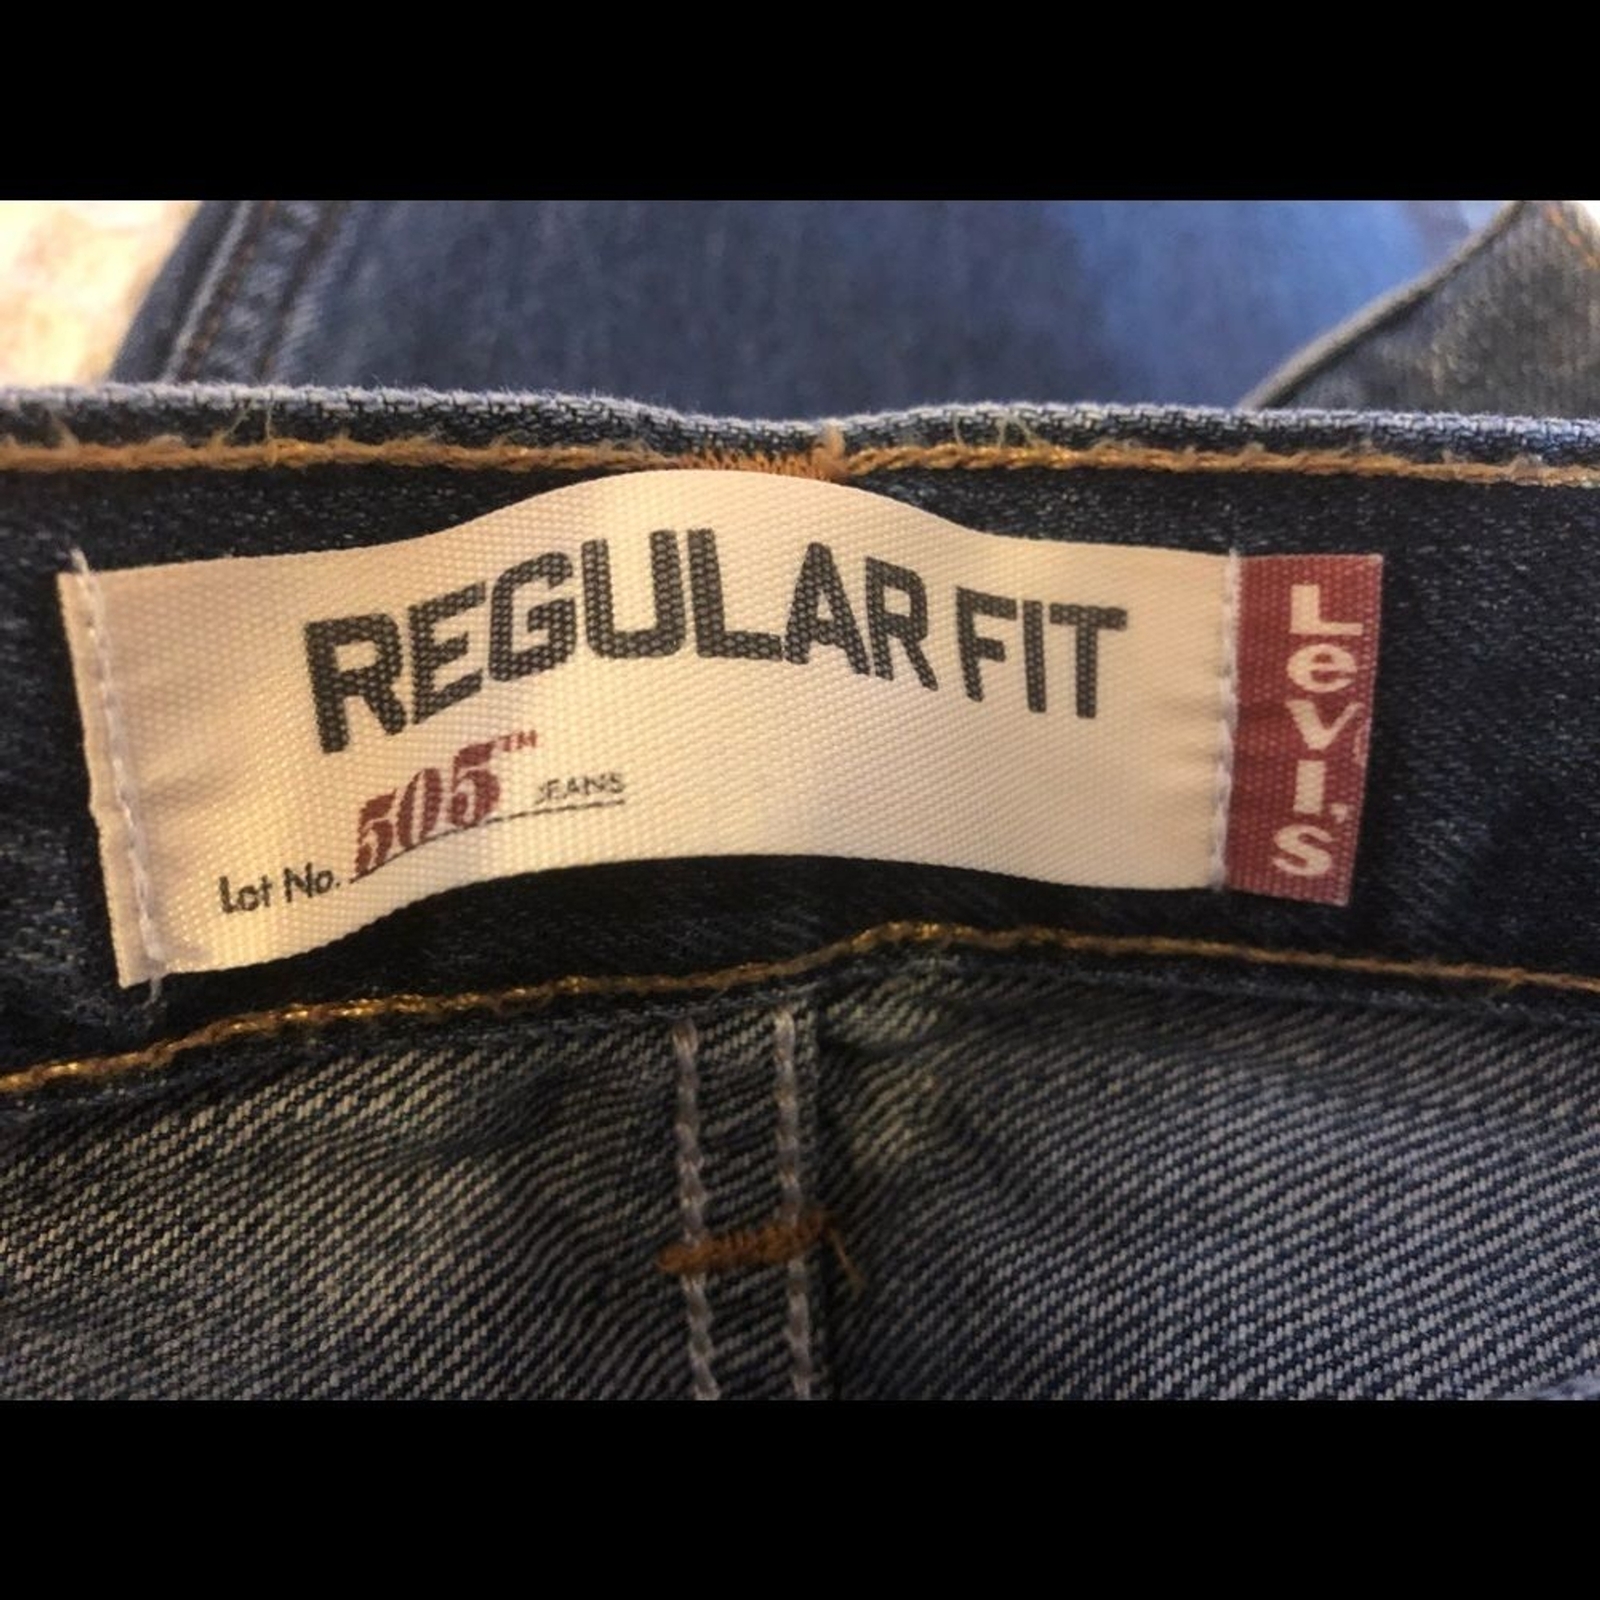 REGULAR FIT
Lot No. 505™ JEANS
Levi's